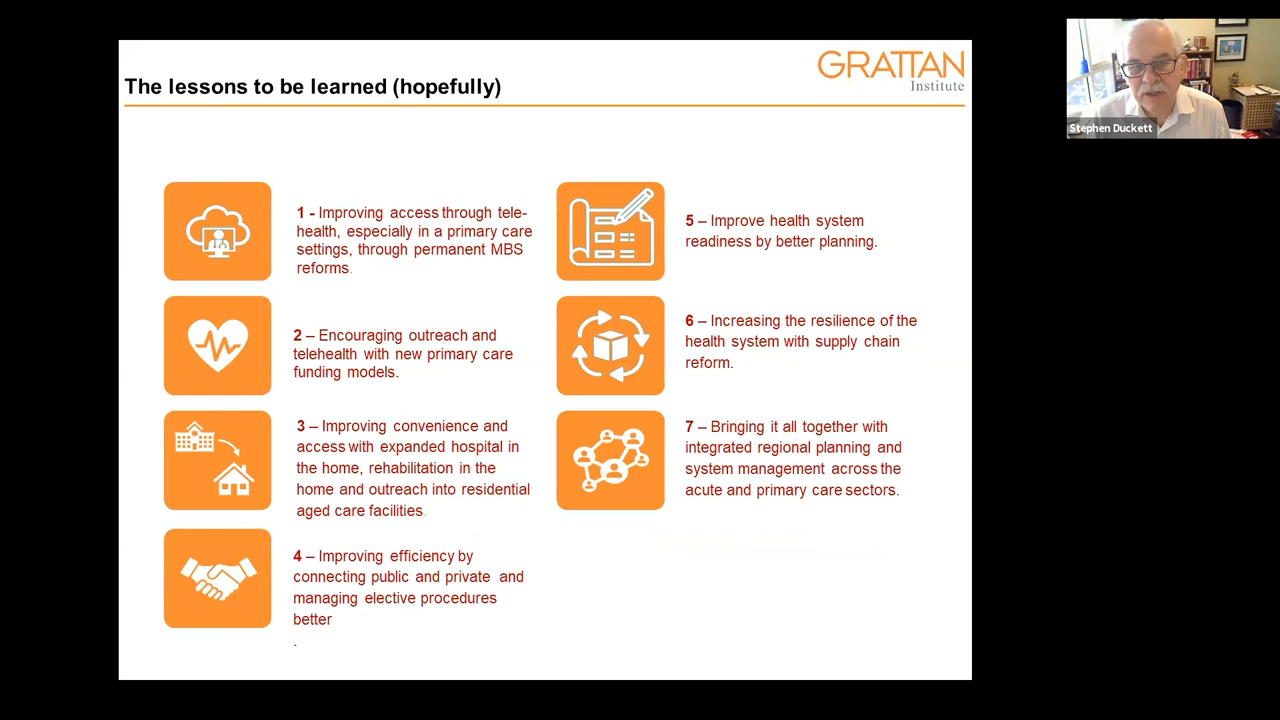 The lessons to be learned (hopefully)
GRATTAN
Institute
1 - Improving access through tele-
health, especially in a primary care
settings, through permanent MBS
reforms.
2 – Encouraging outreach and
telehealth with new primary care
funding models.
3 – Improving convenience and
access with expanded hospital in
the home, rehabilitation in the
home and outreach into residential
aged care facilities.
4 – Improving efficiency by
connecting public and private and
managing elective procedures
better
.
5 – Improve health system
readiness by better planning.
6 – Increasing the resilience of the
health system with supply chain
reform.
7 – Bringing it all together with
integrated regional planning and
system management across the
acute and primary care sectors.
Stephen Duckett